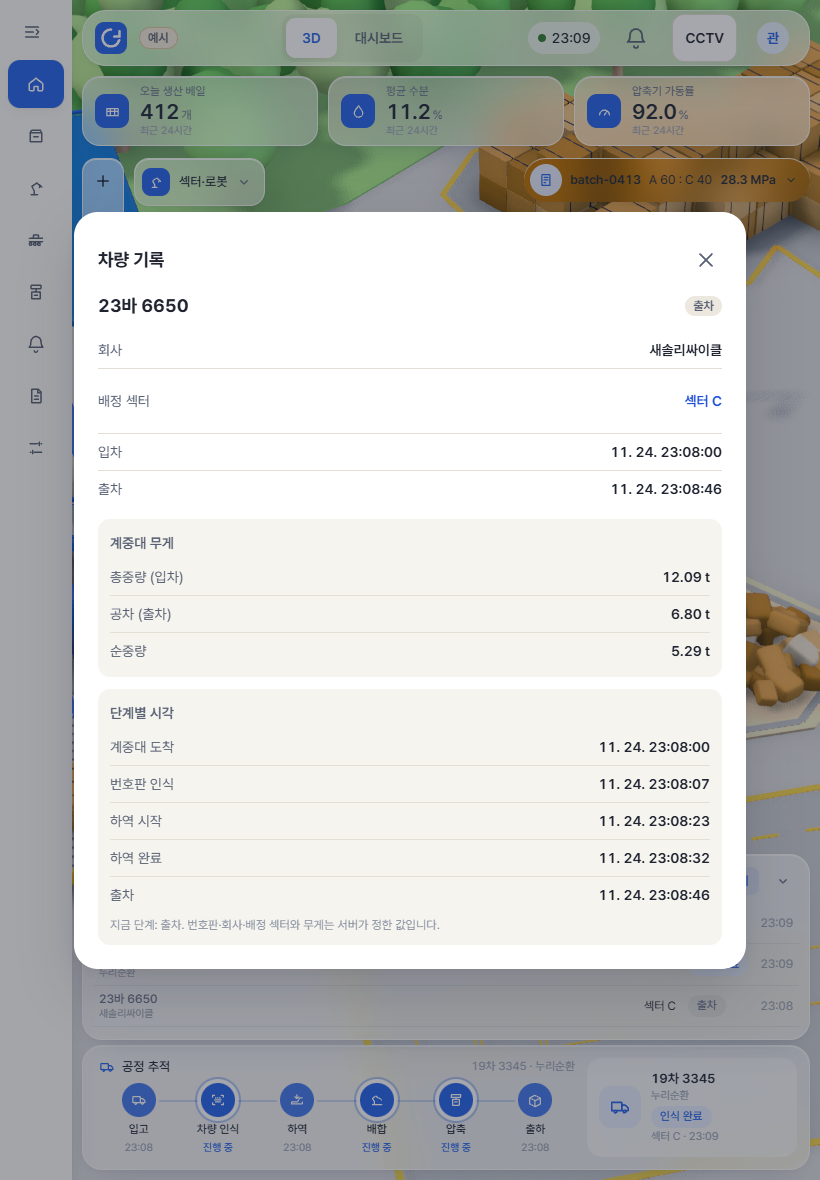 예시
3D
대시보드
23:09
CCTV
관
오늘 생산 베일
412 개
최근 24시간
평균 수분
11.2 %
최근 24시간
압축기 가동률
92.0 %
최근 24시간
섹터·로봇
batch-0413 A 60 : C 40 28.3 MPa
차량 기록
23바 6650
출차
회사 새솔리싸이클
배정 섹터 섹터 C
입차 11. 24. 23:08:00
출차 11. 24. 23:08:46
계중대 무게
총중량 (입차) 12.09 t
공차 (출차) 6.80 t
순중량 5.29 t
단계별 시각
계중대 도착 11. 24. 23:08:00
번호판 인식 11. 24. 23:08:07
하역 시작 11. 24. 23:08:23
하역 완료 11. 24. 23:08:32
출차 11. 24. 23:08:46
지금 단계: 출차. 번호판·회사·배정 섹터와 무게는 서버가 정한 값입니다.
23:09
누리순환
23:09
23바 6650
새솔리싸이클
섹터 C 출차 23:08
공정 추적
19차 3345 · 누리순환
입고
23:08
차량 인식
진행 중
하역
23:08
배합
진행 중
압축
진행 중
출하
23:08
19차 3345
누리순환
인식 완료
섹터 C · 23:09